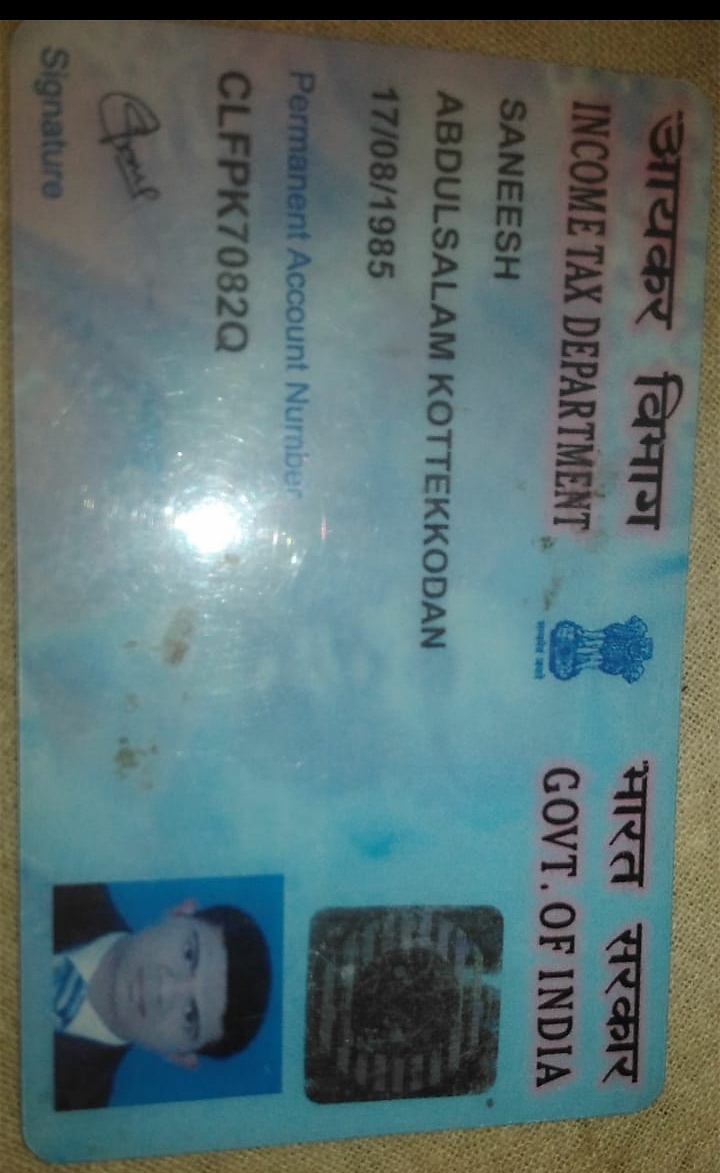 आयकर विभाग भारत सरकार
INCOME TAX DEPARTMENT GOVT. OF INDIA
सत्यमेव जयते
SANEESH
ABDULSALAM KOTTEKKODAN
17/08/1985
Permanent Account Number
CLFPK7082Q
Signature